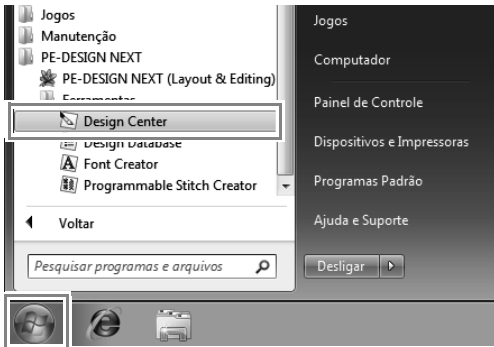 Jogos
Manutenção
PE-DESIGN NEXT
PE-DESIGN NEXT (Layout & Editing)
Ferramentas
Design Center
Design Database
Font Creator
Programmable Stitch Creator
Voltar
Pesquisar programas e arquivos
Jogos
Computador
Painel de Controle
Dispositivos e Impressoras
Programas Padrão
Ajuda e Suporte
Desligar